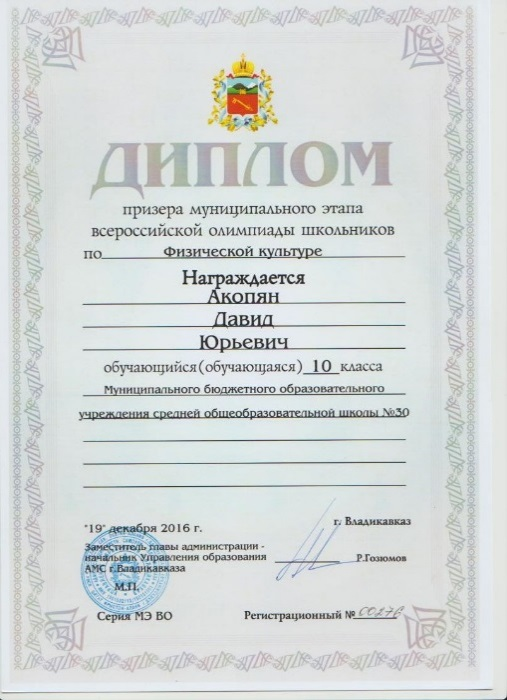 ДИПЛОМ
призера муниципального этапа
всероссийской олимпиады школьников
по Физической культуре
Награждается
Акопян
Давид
Юрьевич
обучающийся (обучающаяся) 10 класса
Муниципального бюджетного образовательного
учреждения средней общеобразовательной школы №30
"19" декабря 2016 г.
г. Владикавказ
Заместитель главы администрации -
начальник Управления образования
АМС г.Владикавказа
Р.Гозюмов
М.П.
Серия МЭ ВО
Регистрационный №